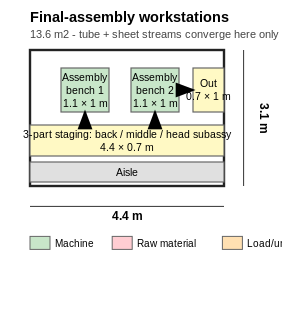 Final-assembly workstations
13.6 m2 - tube + sheet streams converge here only
Assembly
bench 1
1.1 × 1 m
Assembly
bench 2
1.1 × 1 m
Out
0.7 × 1 m
3-part staging: back / middle / head subassy
4.4 × 0.7 m
Aisle
3.1 m
4.4 m
Machine
Raw material
Load/un